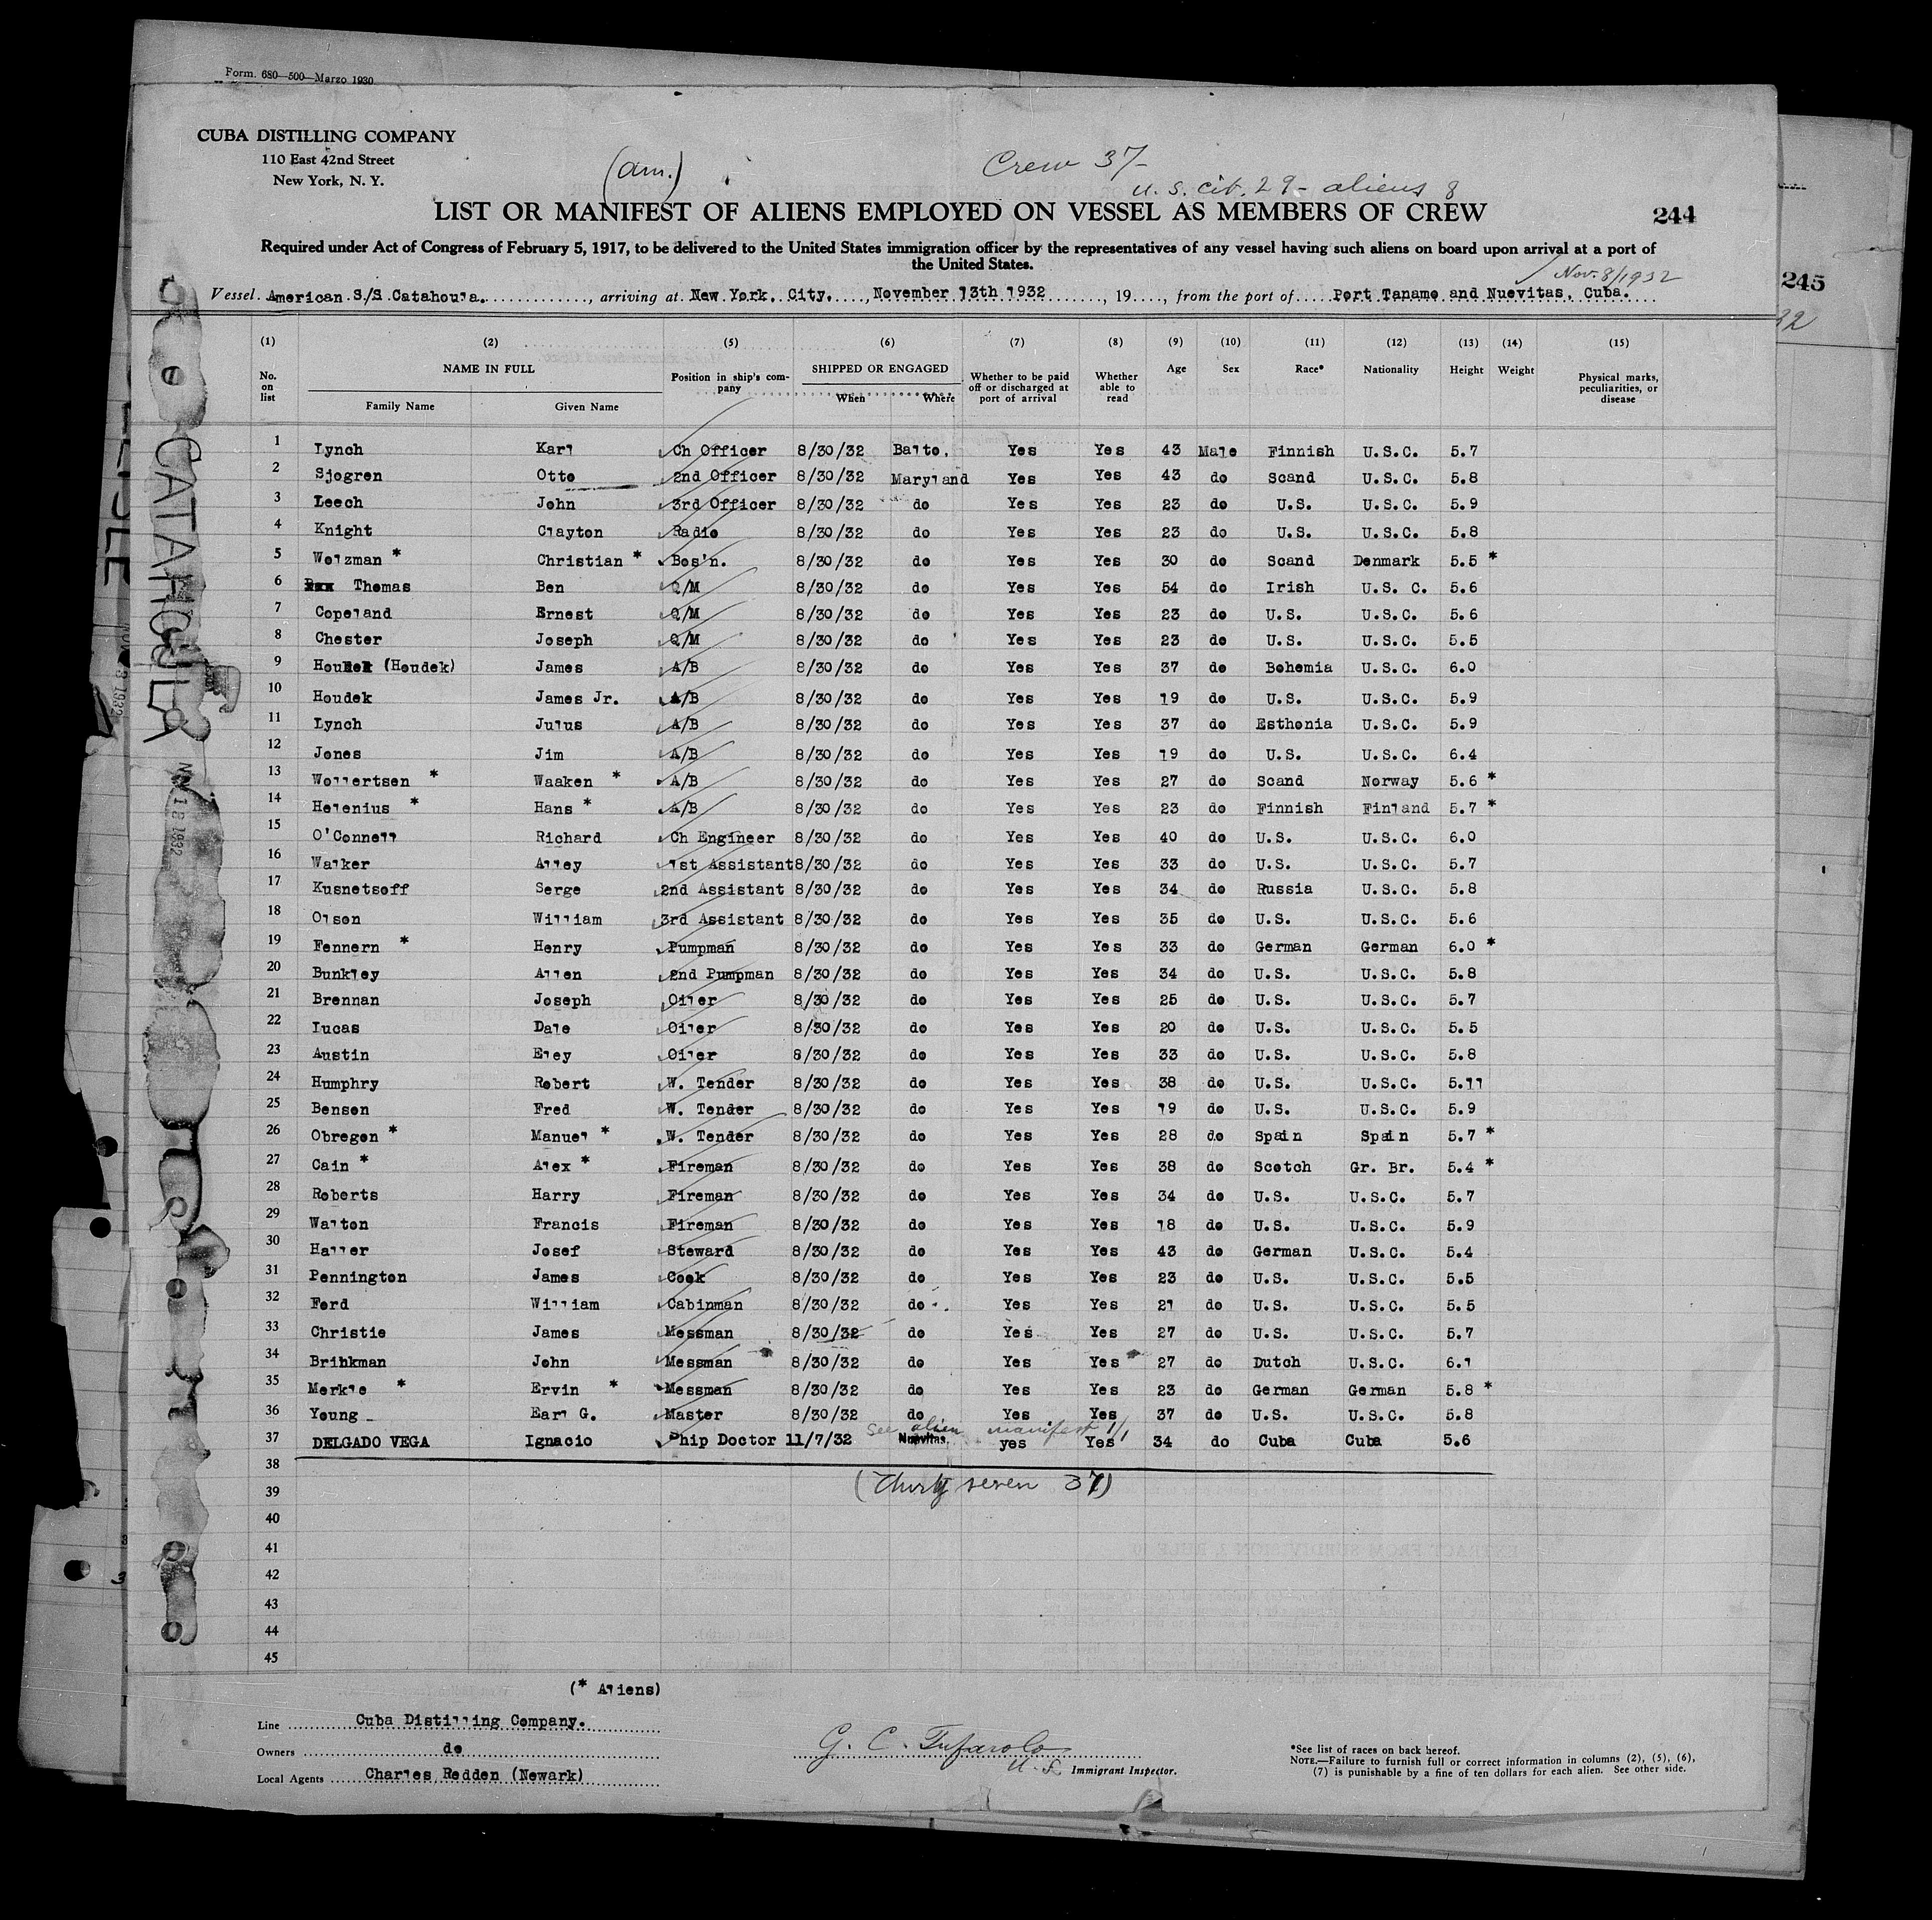 Form. 680—500—Marzo 1930
CUBA DISTILLING COMPANY
110 East 42nd Street
New York, N. Y.
(Am.)
Crew 37-
U. S. cit. 29 - aliens 8
LIST OR MANIFEST OF ALIENS EMPLOYED ON VESSEL AS MEMBERS OF CREW
244
Required under Act of Congress of February 5, 1917, to be delivered to the United States immigration officer by the representatives of any vessel having such aliens on board upon arrival at a port of
the United States.
Nov. 8/1932
245
Vessel American S/S Catahoula, arriving at New York, City, November 13th 1932, 19, from the port of Port Tanamo and Nuevitas, Cuba.
32
(1) (2) (5) (6) (7) (8) (9) (10) (11) (12) (13) (14) (15)
No. on list NAME IN FULL Position in ship's company SHIPPED OR ENGAGED Whether to be paid off or discharged at port of arrival Whether able to read Age Sex Race* Nationality Height Weight Physical marks, peculiarities, or disease
Family Name Given Name When Where
1 Lynch Karl Ch Officer 8/30/32 Balto. Yes Yes 43 Male Finnish U.S.C. 5.7
2 Sjogren Otto 2nd Officer 8/30/32 Maryland Yes Yes 43 do Scand U.S.C. 5.8
3 Leech John 3rd Officer 8/30/32 do Yes Yes 23 do U.S. U.S.C. 5.9
4 Knight Clayton Radio 8/30/32 do Yes Yes 23 do U.S. U.S.C. 5.8
5 Welzman * Christian * Bos'n. 8/30/32 do Yes Yes 30 do Scand Denmark 5.5 *
6 Thomas Ben Q/M 8/30/32 do Yes Yes 54 do Irish U.S. C. 5.6
7 Copeland Ernest Q/M 8/30/32 do Yes Yes 23 do U.S. U.S.C. 5.6
8 Chester Joseph Q/M 8/30/32 do Yes Yes 23 do U.S. U.S.C. 5.5
9 (Houdek) James A/B 8/30/32 do Yes Yes 37 do Bohemia U.S.C. 6.0
10 Houdek James Jr. A/B 8/30/32 do Yes Yes 19 do U.S. U.S.C. 5.9
11 Lynch Julus A/B 8/30/32 do Yes Yes 37 do Esthonia U.S.C. 5.9
12 Jones Jim A/B 8/30/32 do Yes Yes 19 do U.S. U.S.C. 6.4
13 Wollertsen * Waaken * A/B 8/30/32 do Yes Yes 27 do Scand Norway 5.6 *
14 Helenius * Hans * A/B 8/30/32 do Yes Yes 23 do Finnish Finland 5.7 *
15 O'Connell Richard Ch Engineer 8/30/32 do Yes Yes 40 do U.S. U.S.C. 6.0
16 Walker Alley 1st Assistant 8/30/32 do Yes Yes 33 do U.S. U.S.C. 5.7
17 Kusnetsoff Serge 2nd Assistant 8/30/32 do Yes Yes 34 do Russia U.S.C. 5.8
18 Olson William 3rd Assistant 8/30/32 do Yes Yes 35 do U.S. U.S.C. 5.6
19 Fennern * Henry Pumpman 8/30/32 do Yes Yes 33 do German German 6.0 *
20 Bunkley Allen 2nd Pumpman 8/30/32 do Yes Yes 34 do U.S. U.S.C. 5.8
21 Brennan Joseph Oiler 8/30/32 do Yes Yes 25 do U.S. U.S.C. 5.7
22 Lucas Dale Oiler 8/30/32 do Yes Yes 20 do U.S. U.S.C. 5.5
23 Austin Eley Oiler 8/30/32 do Yes Yes 33 do U.S. U.S.C. 5.8
24 Humphry Robert W. Tender 8/30/32 do Yes Yes 38 do U.S. U.S.C. 5.11
25 Benson Fred W. Tender 8/30/32 do Yes Yes 19 do U.S. U.S.C. 5.9
26 Obregon * Manuel * W. Tender 8/30/32 do Yes Yes 28 do Spain Spain 5.7 *
27 Cain * Alex * Fireman 8/30/32 do Yes Yes 38 do Scotch Gr. Br. 5.4 *
28 Roberts Harry Fireman 8/30/32 do Yes Yes 34 do U.S. U.S.C. 5.7
29 Walton Francis Fireman 8/30/32 do Yes Yes 18 do U.S. U.S.C. 5.9
30 Haller Josef Steward 8/30/32 do Yes Yes 43 do German U.S.C. 5.4
31 Pennington James Cook 8/30/32 do Yes Yes 23 do U.S. U.S.C. 5.5
32 Ford William Cabinman 8/30/32 do Yes Yes 21 do U.S. U.S.C. 5.5
33 Christie James Messman 8/30/32 do Yes Yes 27 do U.S. U.S.C. 5.7
34 Brinkman John Messman 8/30/32 do Yes Yes 27 do Dutch U.S.C. 6.1
35 Merkle * Ervin * Messman 8/30/32 do Yes Yes 23 do German German 5.8 *
36 Young Earl G. Master 8/30/32 do Yes Yes 37 do U.S. U.S.C. 5.8
See alien manifest 1/1
37 DELGADO VEGA Ignacio Ship Doctor 11/7/32 Nuevitas. yes Yes 34 do Cuba Cuba 5.6
38
39 (Thirty seven 37)
40
41
42
43
44
45
CATAHOULA
(* Aliens)
Line Cuba Distilling Company.
Owners do
Local Agents Charles Redden (Newark)
G. C. Tufarolo
U. S. Immigrant Inspector.
*See list of races on back hereof.
NOTE.—Failure to furnish full or correct information in columns (2), (5), (6),
(7) is punishable by a fine of ten dollars for each alien. See other side.